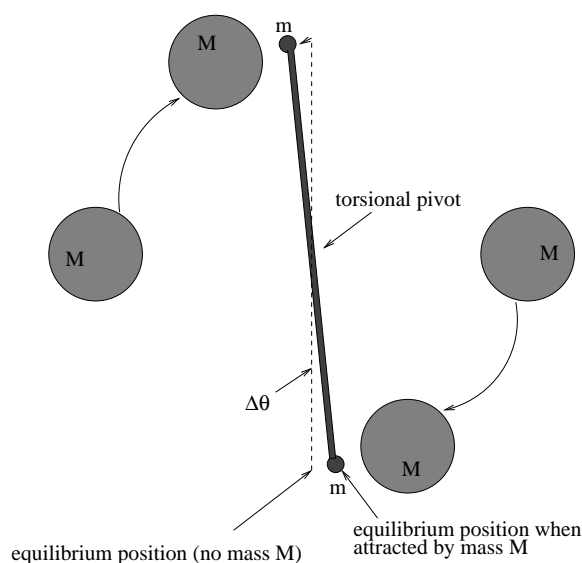 m
M
torsional pivot
M
M
Δθ
M
m
equilibrium position when
attracted by mass M
equilibrium position (no mass M)